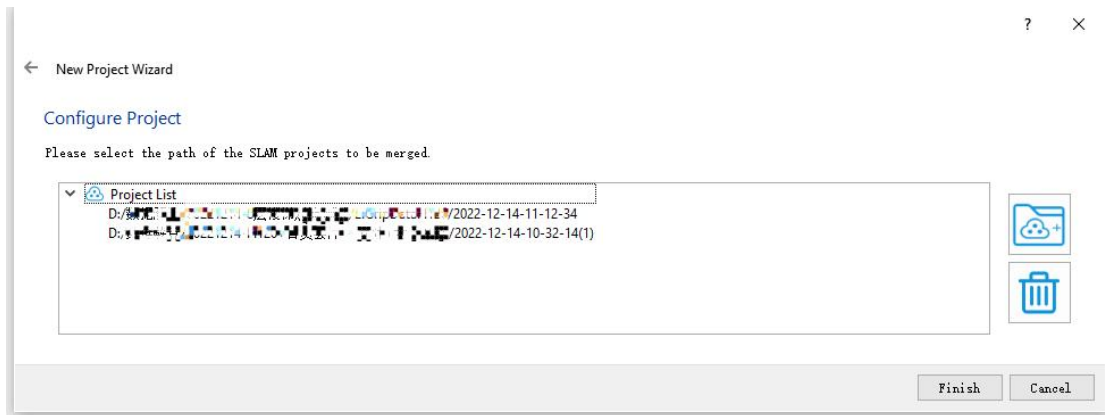 ?
×
New Project Wizard
Configure Project
Please select the path of the SLAM projects to be merged.
Project List
D:/ /2022-12-14-11-12-34
D:/ /2022-12-14-10-32-14(1)
Finish
Cancel